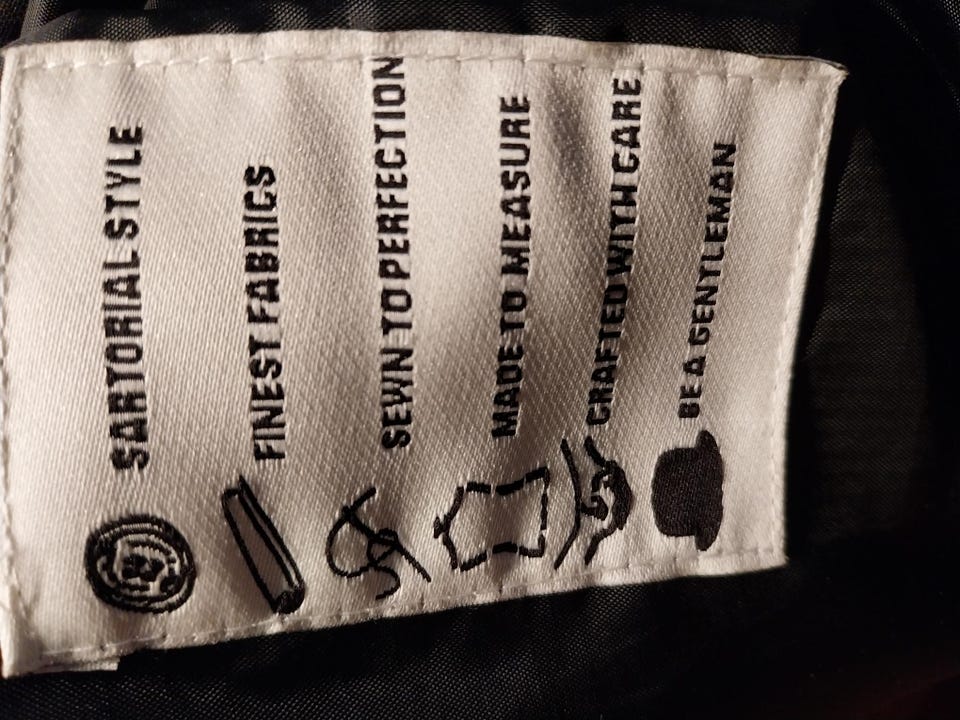 SARTORIAL STYLE
FINEST FABRICS
SEWN TO PERFECTION
MADE TO MEASURE
CRAFTED WITH CARE
BE A GENTLEMAN